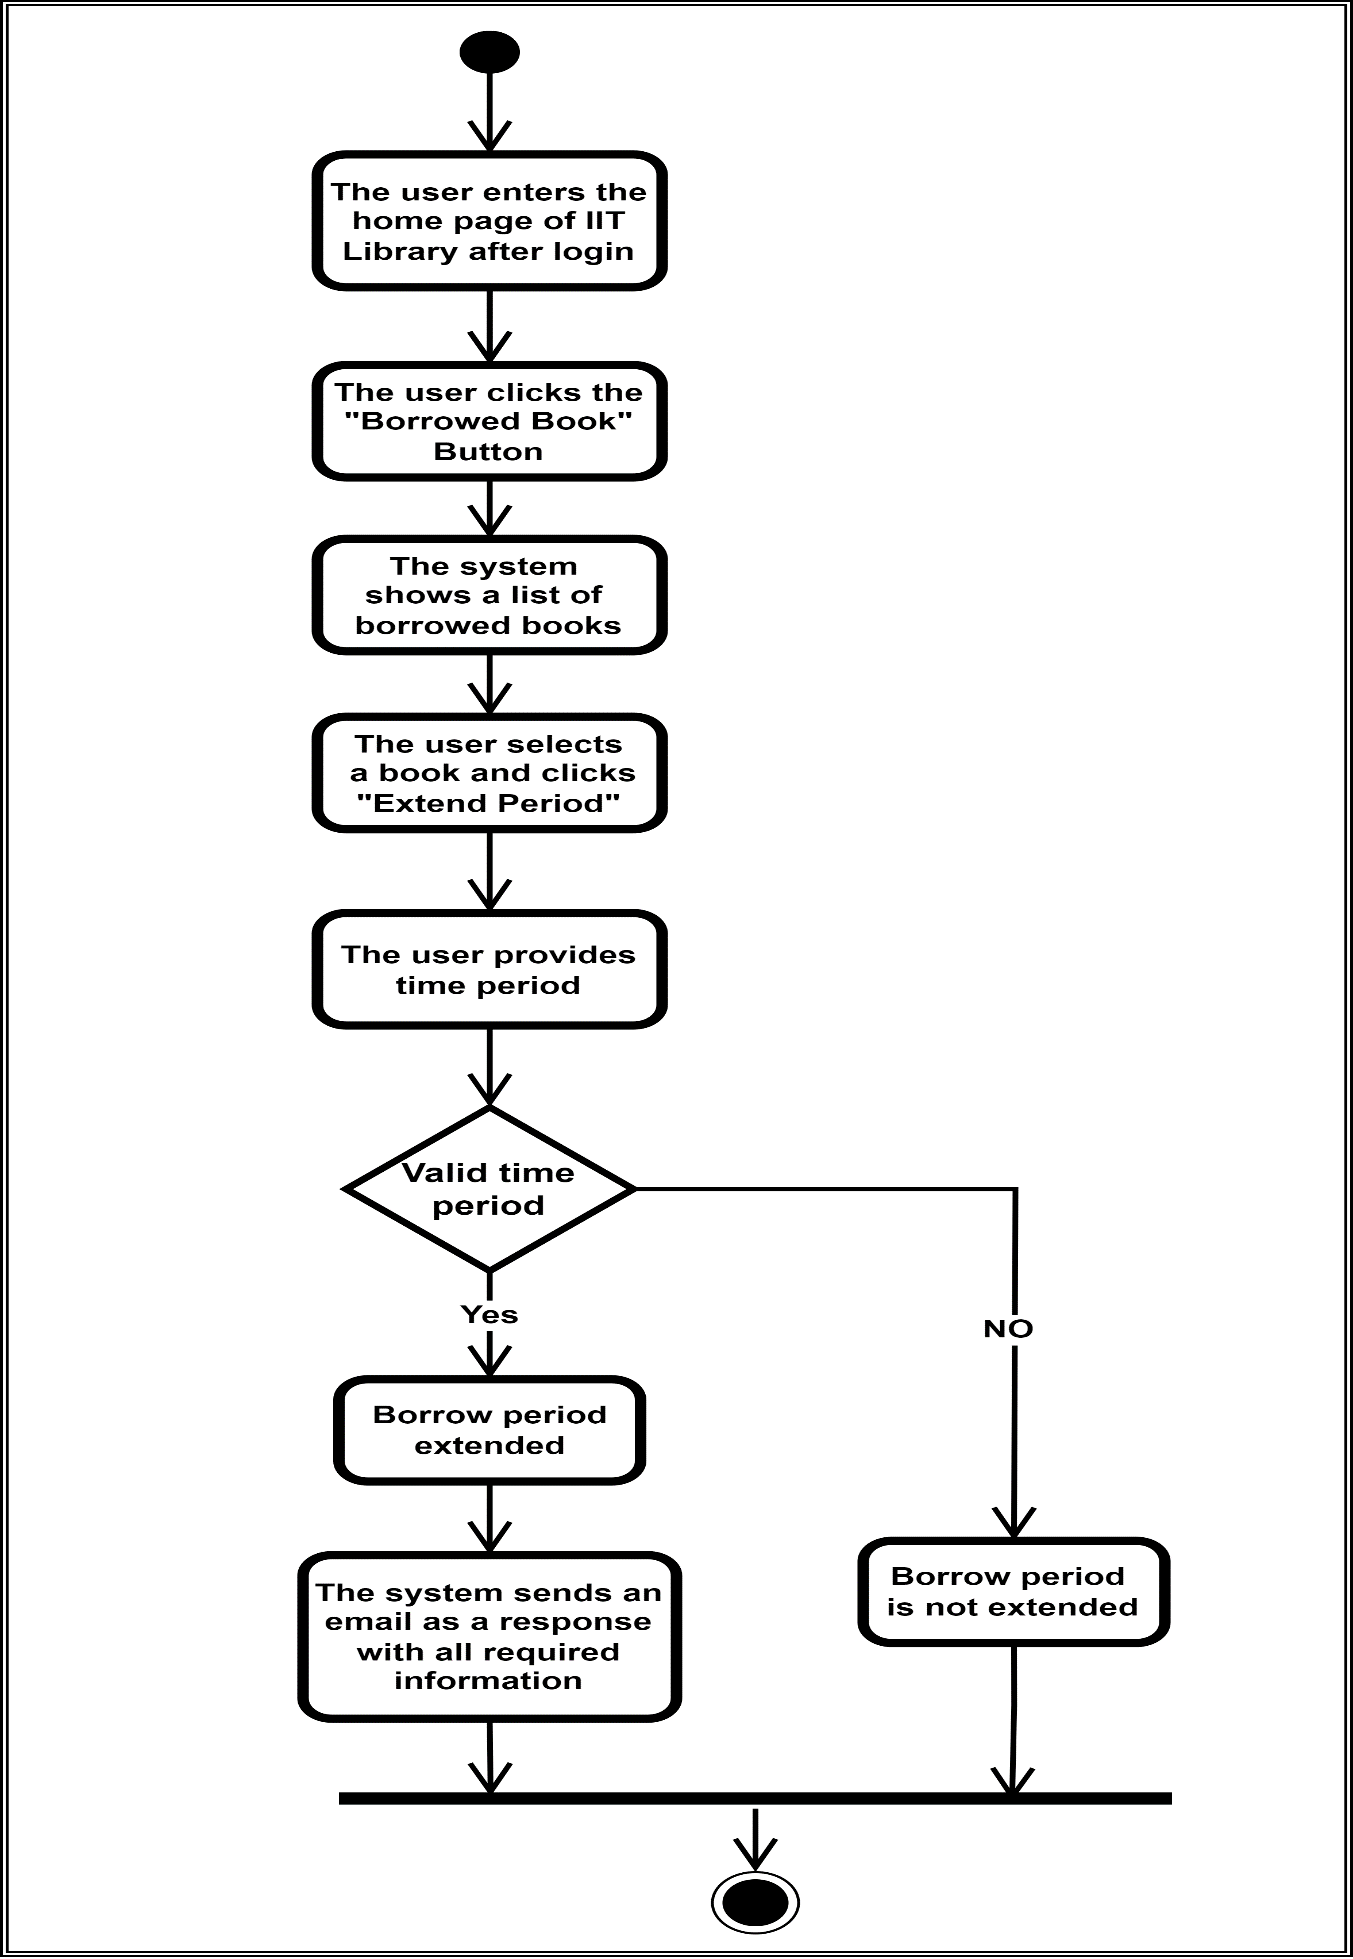 The user enters the
home page of IIT
Library after login
The user clicks the
"Borrowed Book"
Button
The system
shows a list of
borrowed books
The user selects
a book and clicks
"Extend Period"
The user provides
time period
Valid time
period
Yes
NO
Borrow period
extended
The system sends an
email as a response
with all required
information
Borrow period
is not extended